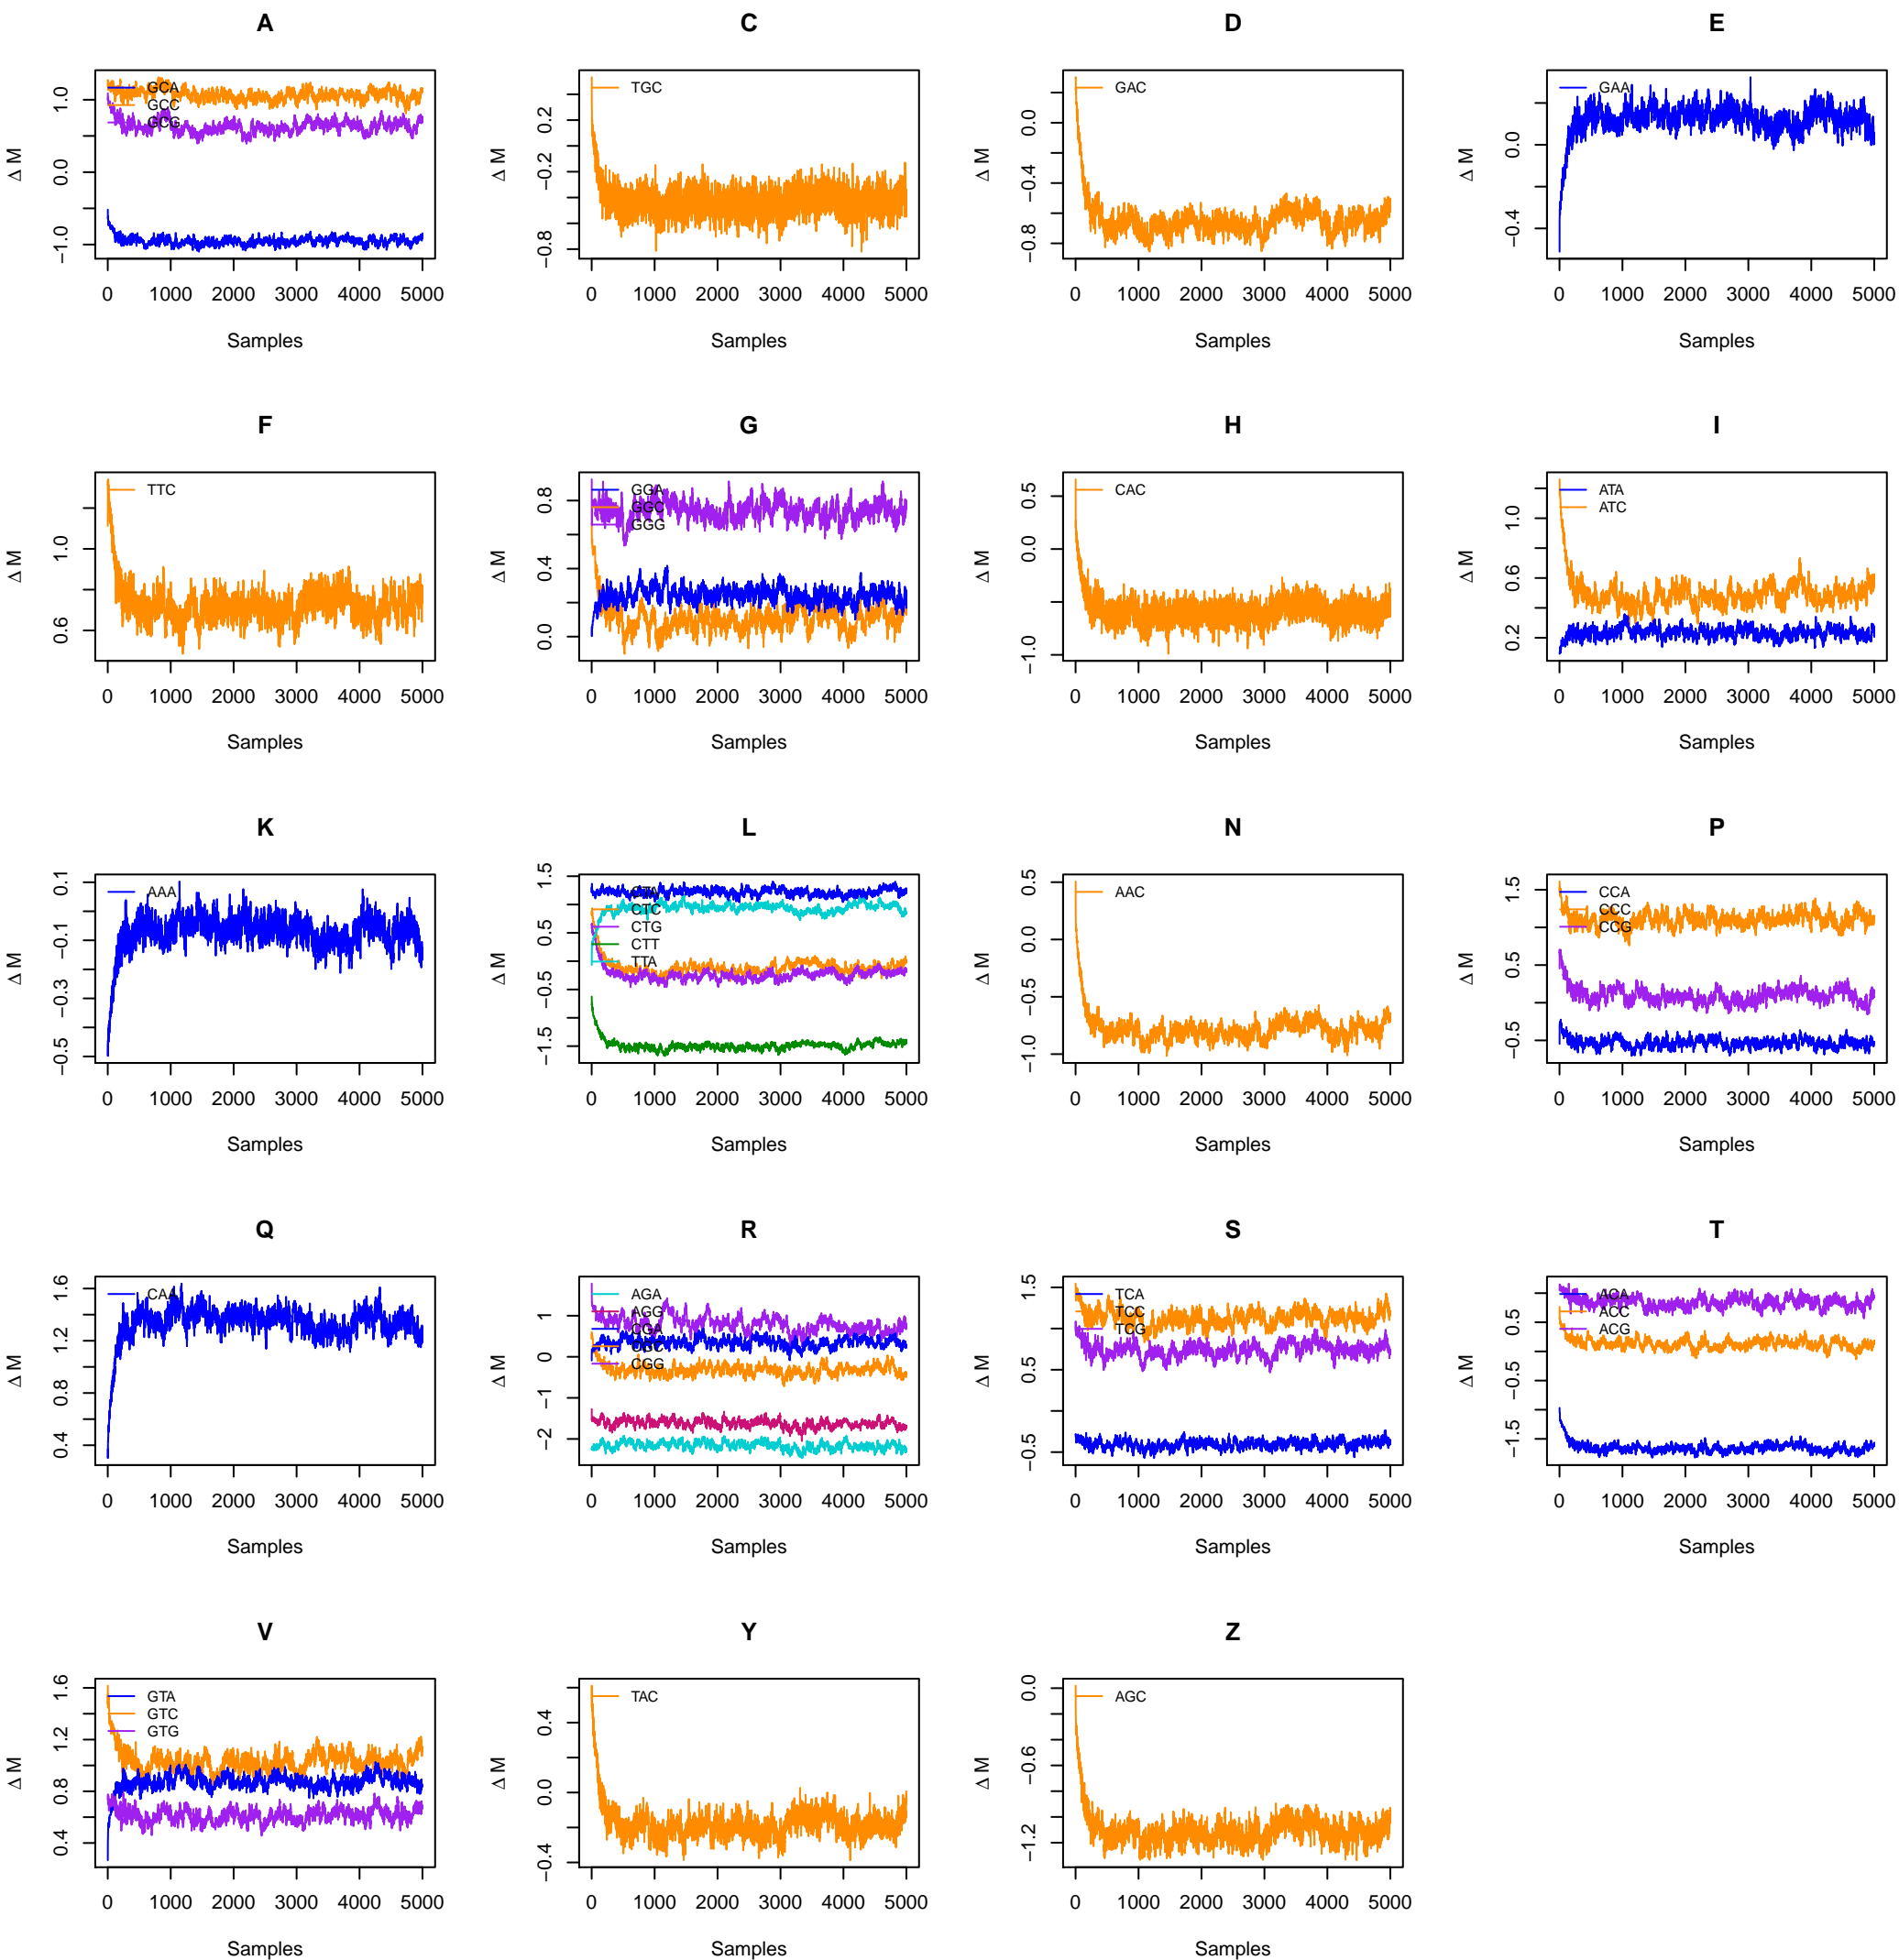 A
C
D
E
Δ M
1.0
0.0
−1.0
GCA
GCC
GCG
0 1000 2000 3000 4000 5000
Samples
Δ M
0.2
−0.2
−0.8
TGC
0 1000 2000 3000 4000 5000
Samples
Δ M
0.0
−0.4
−0.8
GAC
0 1000 2000 3000 4000 5000
Samples
Δ M
0.0
−0.4
GAA
0 1000 2000 3000 4000 5000
Samples
F
G
H
I
Δ M
1.0
0.6
TTC
0 1000 2000 3000 4000 5000
Samples
Δ M
0.8
0.4
0.0
GGA
GGC
GGG
0 1000 2000 3000 4000 5000
Samples
Δ M
0.5
0.0
−1.0
CAC
0 1000 2000 3000 4000 5000
Samples
Δ M
1.0
0.6
0.2
ATA
ATC
0 1000 2000 3000 4000 5000
Samples
K
L
N
P
Δ M
0.1
−0.1
−0.3
−0.5
AAA
0 1000 2000 3000 4000 5000
Samples
Δ M
1.5
0.5
−0.5
−1.5
CTA
CTC
CTG
CTT
TTA
0 1000 2000 3000 4000 5000
Samples
Δ M
0.5
0.0
−0.5
−1.0
AAC
0 1000 2000 3000 4000 5000
Samples
Δ M
1.5
0.5
−0.5
CCA
CCC
CCG
0 1000 2000 3000 4000 5000
Samples
Q
R
S
T
Δ M
1.6
1.2
0.8
0.4
CAA
0 1000 2000 3000 4000 5000
Samples
Δ M
1
0
−1
−2
AGA
AGG
CGA
CGC
CGG
0 1000 2000 3000 4000 5000
Samples
Δ M
1.5
0.5
−0.5
TCA
TCC
TCG
0 1000 2000 3000 4000 5000
Samples
Δ M
0.5
−0.5
−1.5
ACA
ACC
ACG
0 1000 2000 3000 4000 5000
Samples
V
Y
Z
Δ M
1.6
1.2
0.8
0.4
GTA
GTC
GTG
0 1000 2000 3000 4000 5000
Samples
Δ M
0.4
0.0
−0.4
TAC
0 1000 2000 3000 4000 5000
Samples
Δ M
0.0
−0.6
−1.2
AGC
0 1000 2000 3000 4000 5000
Samples